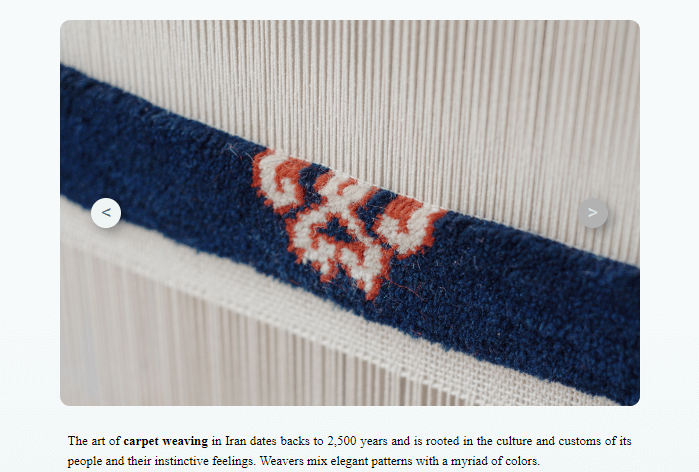 < >
The art of carpet weaving in Iran dates backs to 2,500 years and is rooted in the culture and customs of its
people and their instinctive feelings. Weavers mix elegant patterns with a myriad of colors.